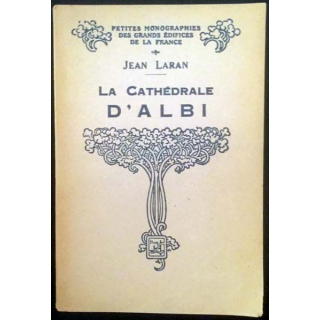 PETITES MONOGRAPHIES
DES GRANDS ÉDIFICES
DE LA FRANCE
JEAN LARAN
LA CATHÉDRALE
D'ALBI